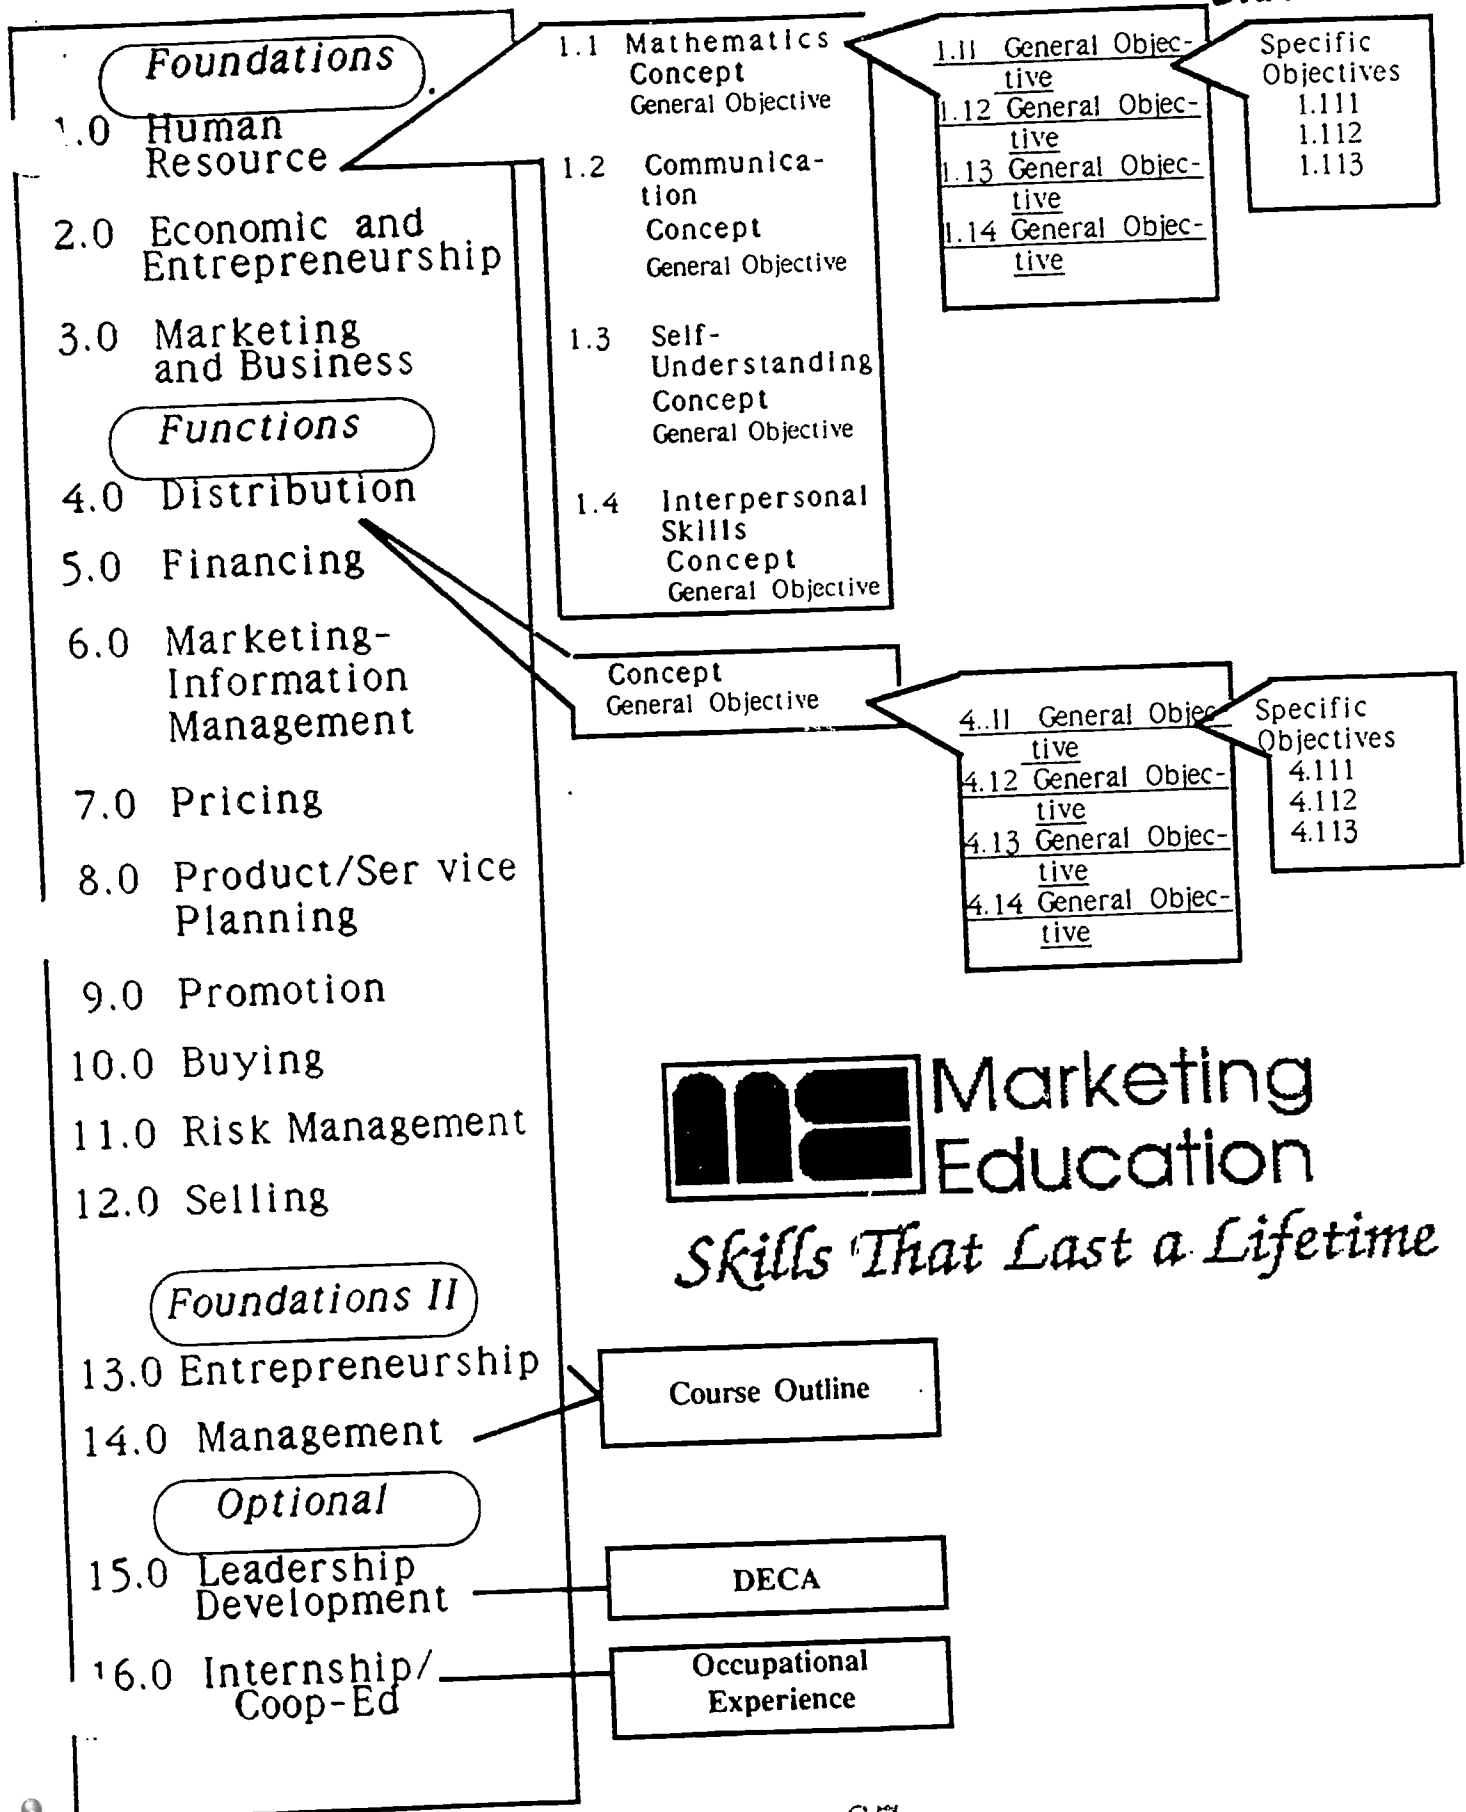 Foundations
1.0 Human
Resource
2.0 Economic and
Entrepreneurship
3.0 Marketing
and Business
Functions
4.0 Distribution
5.0 Financing
6.0 Marketing-
Information
Management
7.0 Pricing
8.0 Product/Ser vice
Planning
9.0 Promotion
10.0 Buying
11.0 Risk Management
12.0 Selling
Foundations II
13.0 Entrepreneurship
14.0 Management
Optional
15.0 Leadership
Development
16.0 Internship/
Coop-Ed
1.1 Mathematics
Concept
General Objective
1.2 Communica-
tion
Concept
General Objective
1.3 Self-
Understanding
Concept
General Objective
1.4 Interpersonal
Skills
Concept
General Objective
1.11 General Objec-
tive
1.12 General Objec-
tive
1.13 General Objec-
tive
1.14 General Objec-
tive
Specific
Objectives
1.111
1.112
1.113
Concept
General Objective
4..11 General Objec
tive
4.12 General Objec-
tive
4.13 General Objec-
tive
4.14 General Objec-
tive
Specific
Objectives
4.111
4.112
4.113
Marketing
Education
Skills That Last a Lifetime
Course Outline
DECA
Occupational
Experience